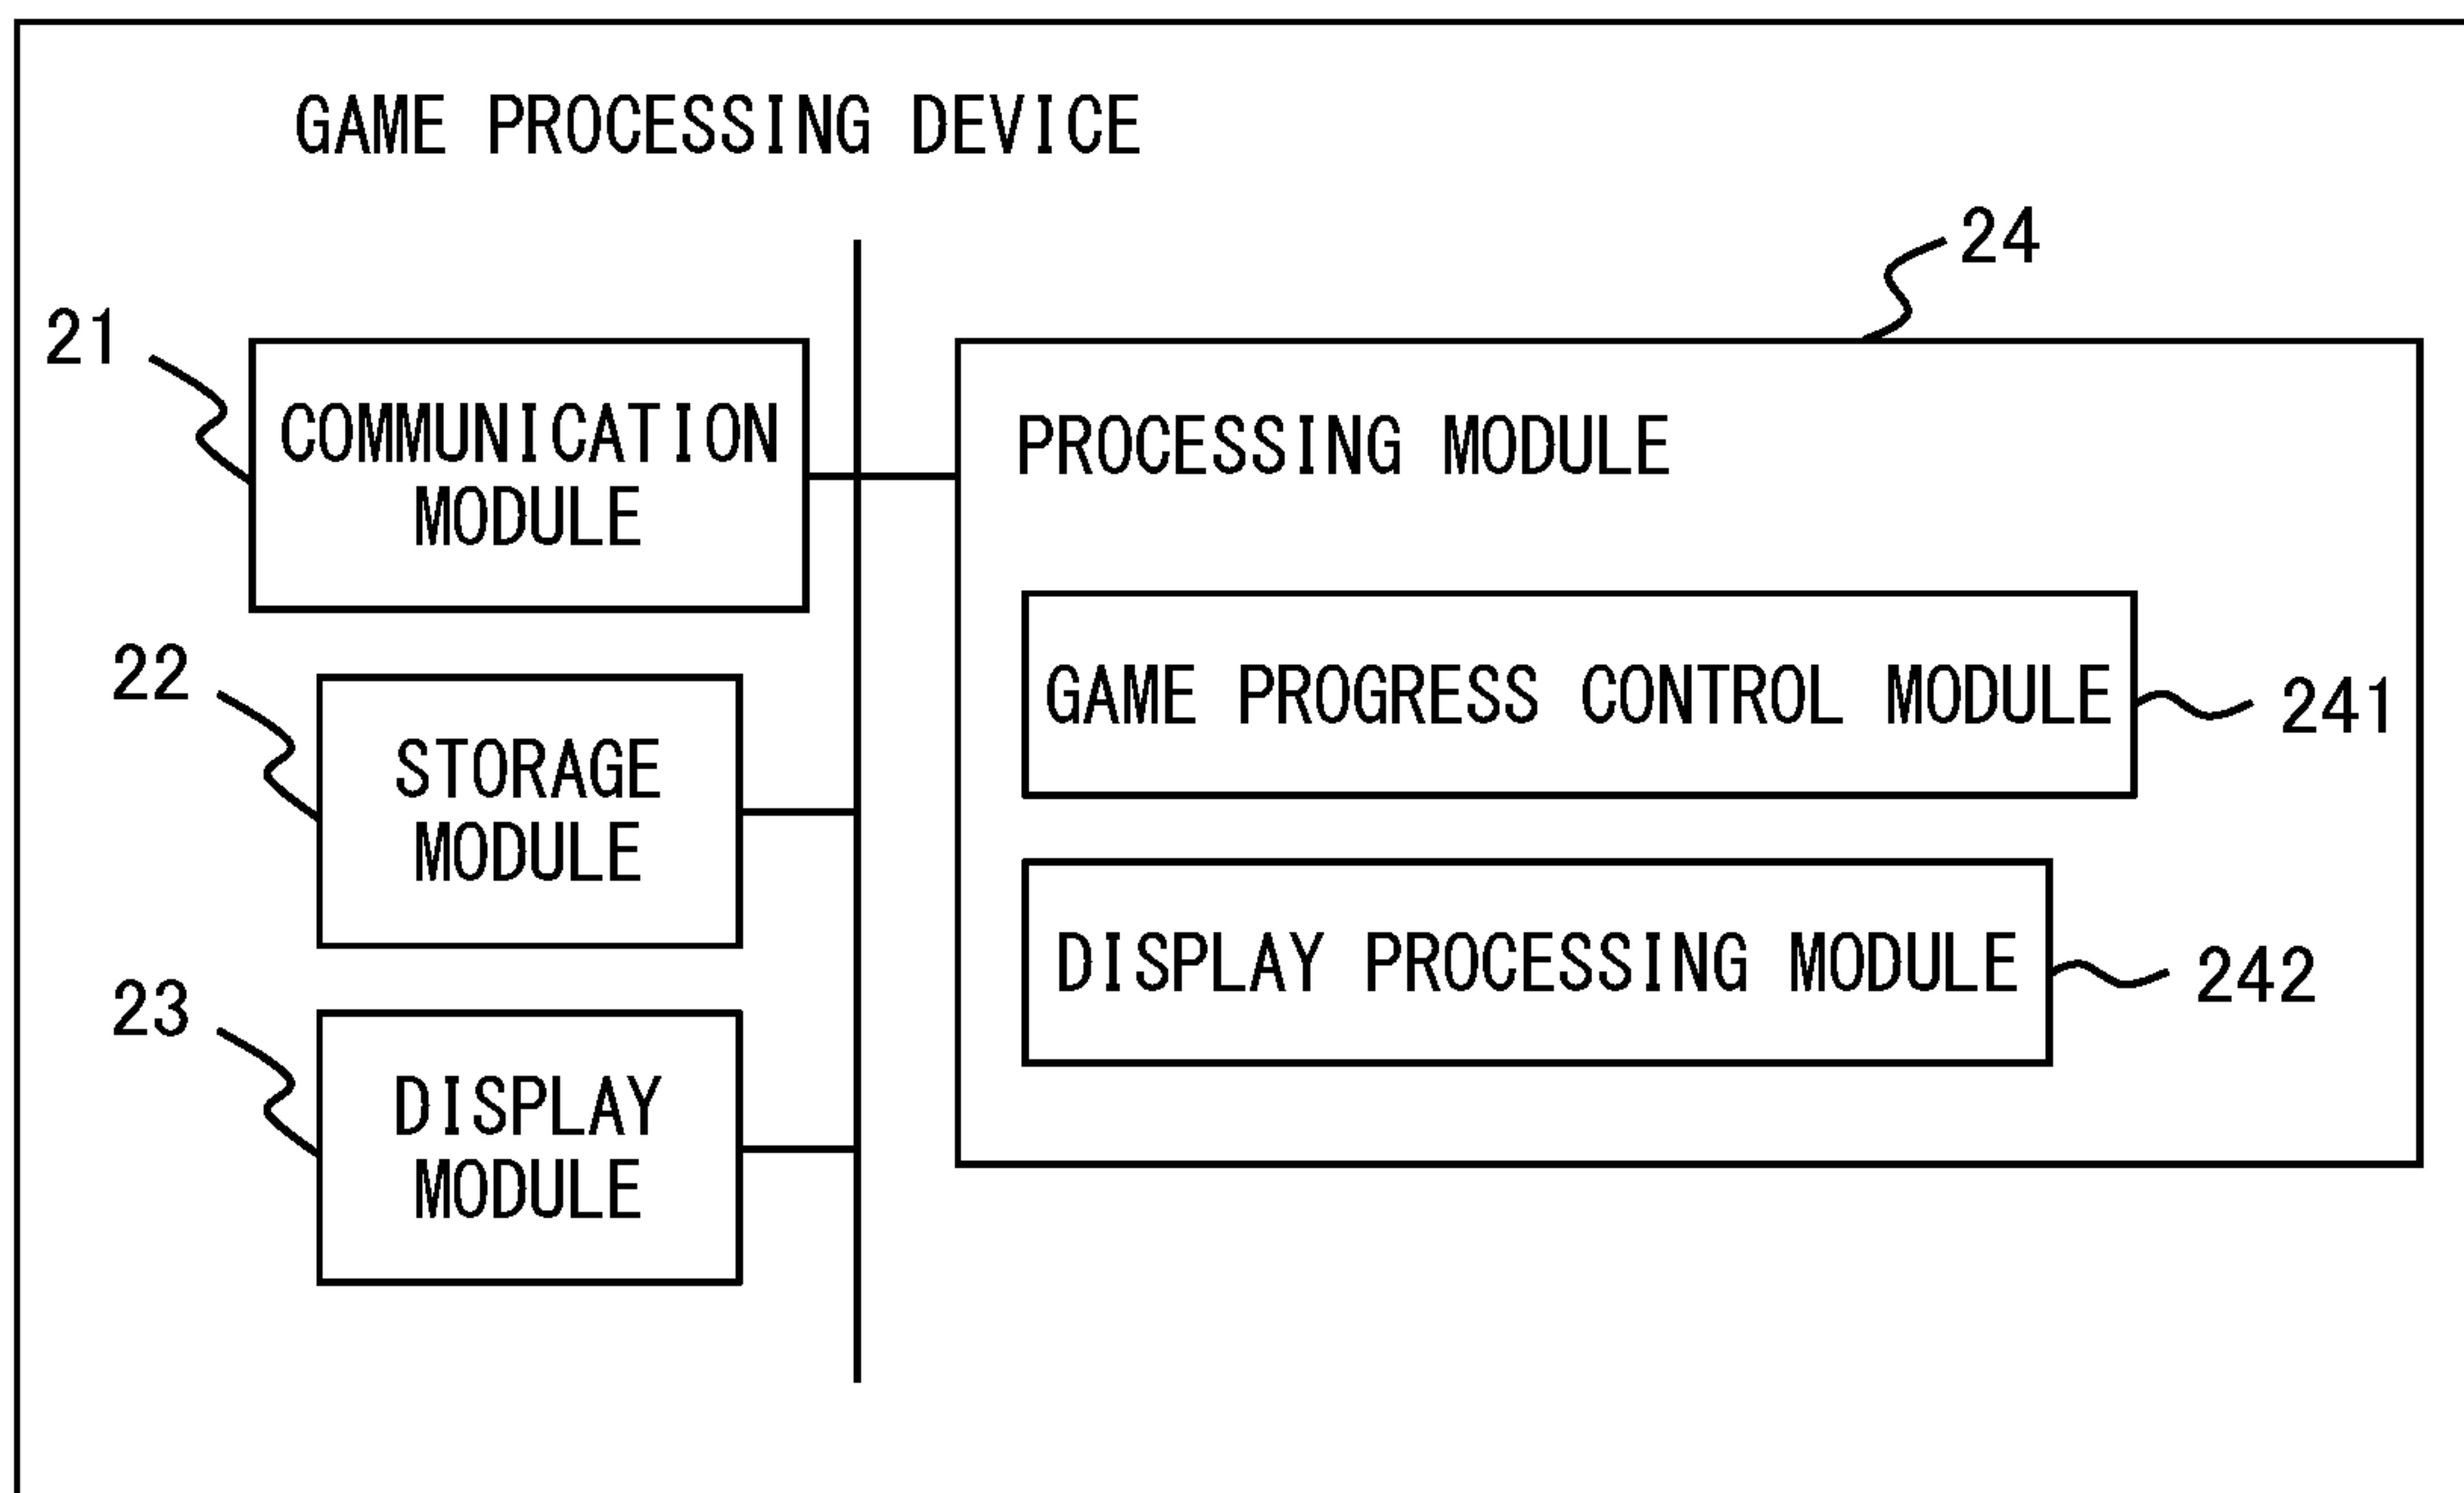 GAME PROCESSING DEVICE
21
COMMUNICATION
MODULE
22
STORAGE
MODULE
23
DISPLAY
MODULE
24
PROCESSING MODULE
GAME PROGRESS CONTROL MODULE
241
DISPLAY PROCESSING MODULE
242